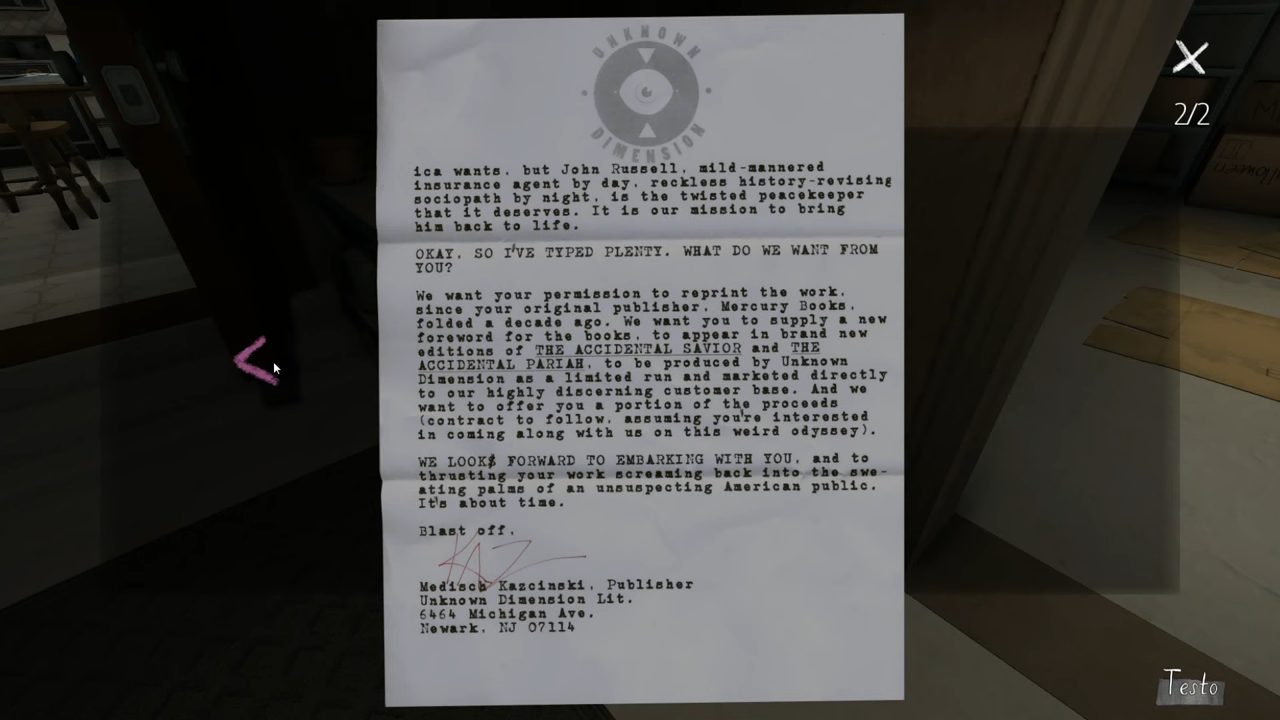 UNKNOWN
DIMENSION
2/2
ica wants, but John Russell, mild-mannered
insurance agent by day, reckless history-revising
sociopath by night, is the twisted peacekeeper
that it deserves. It is our mission to bring
him back to life.
OKAY, SO I'VE TYPED PLENTY. WHAT DO WE WANT FROM
YOU?
We want your permission to reprint the work,
since your original publisher, Mercury Books,
folded a decade ago. We want you to supply a new
foreword for the books, to appear in brand new
editions of THE ACCIDENTAL SAVIOR and THE
ACCIDENTAL PARIAH, to be produced by Unknown
Dimension as a limited run and marketed directly
to our highly discerning customer base. And we
want to offer you a portion of the proceeds
(contract to follow, assuming you're interested
in coming along with us on this weird odyssey).
WE LOOK FORWARD TO EMBARKING WITH YOU, and to
thrusting your work screaming back into the swe-
ating palms of an unsuspecting American public.
It's about time.
Blast off,
KAZ
Medisch Kazcinski, Publisher
Unknown Dimension Lit.
6464 Michigan Ave.
Newark, NJ 07114
Testo